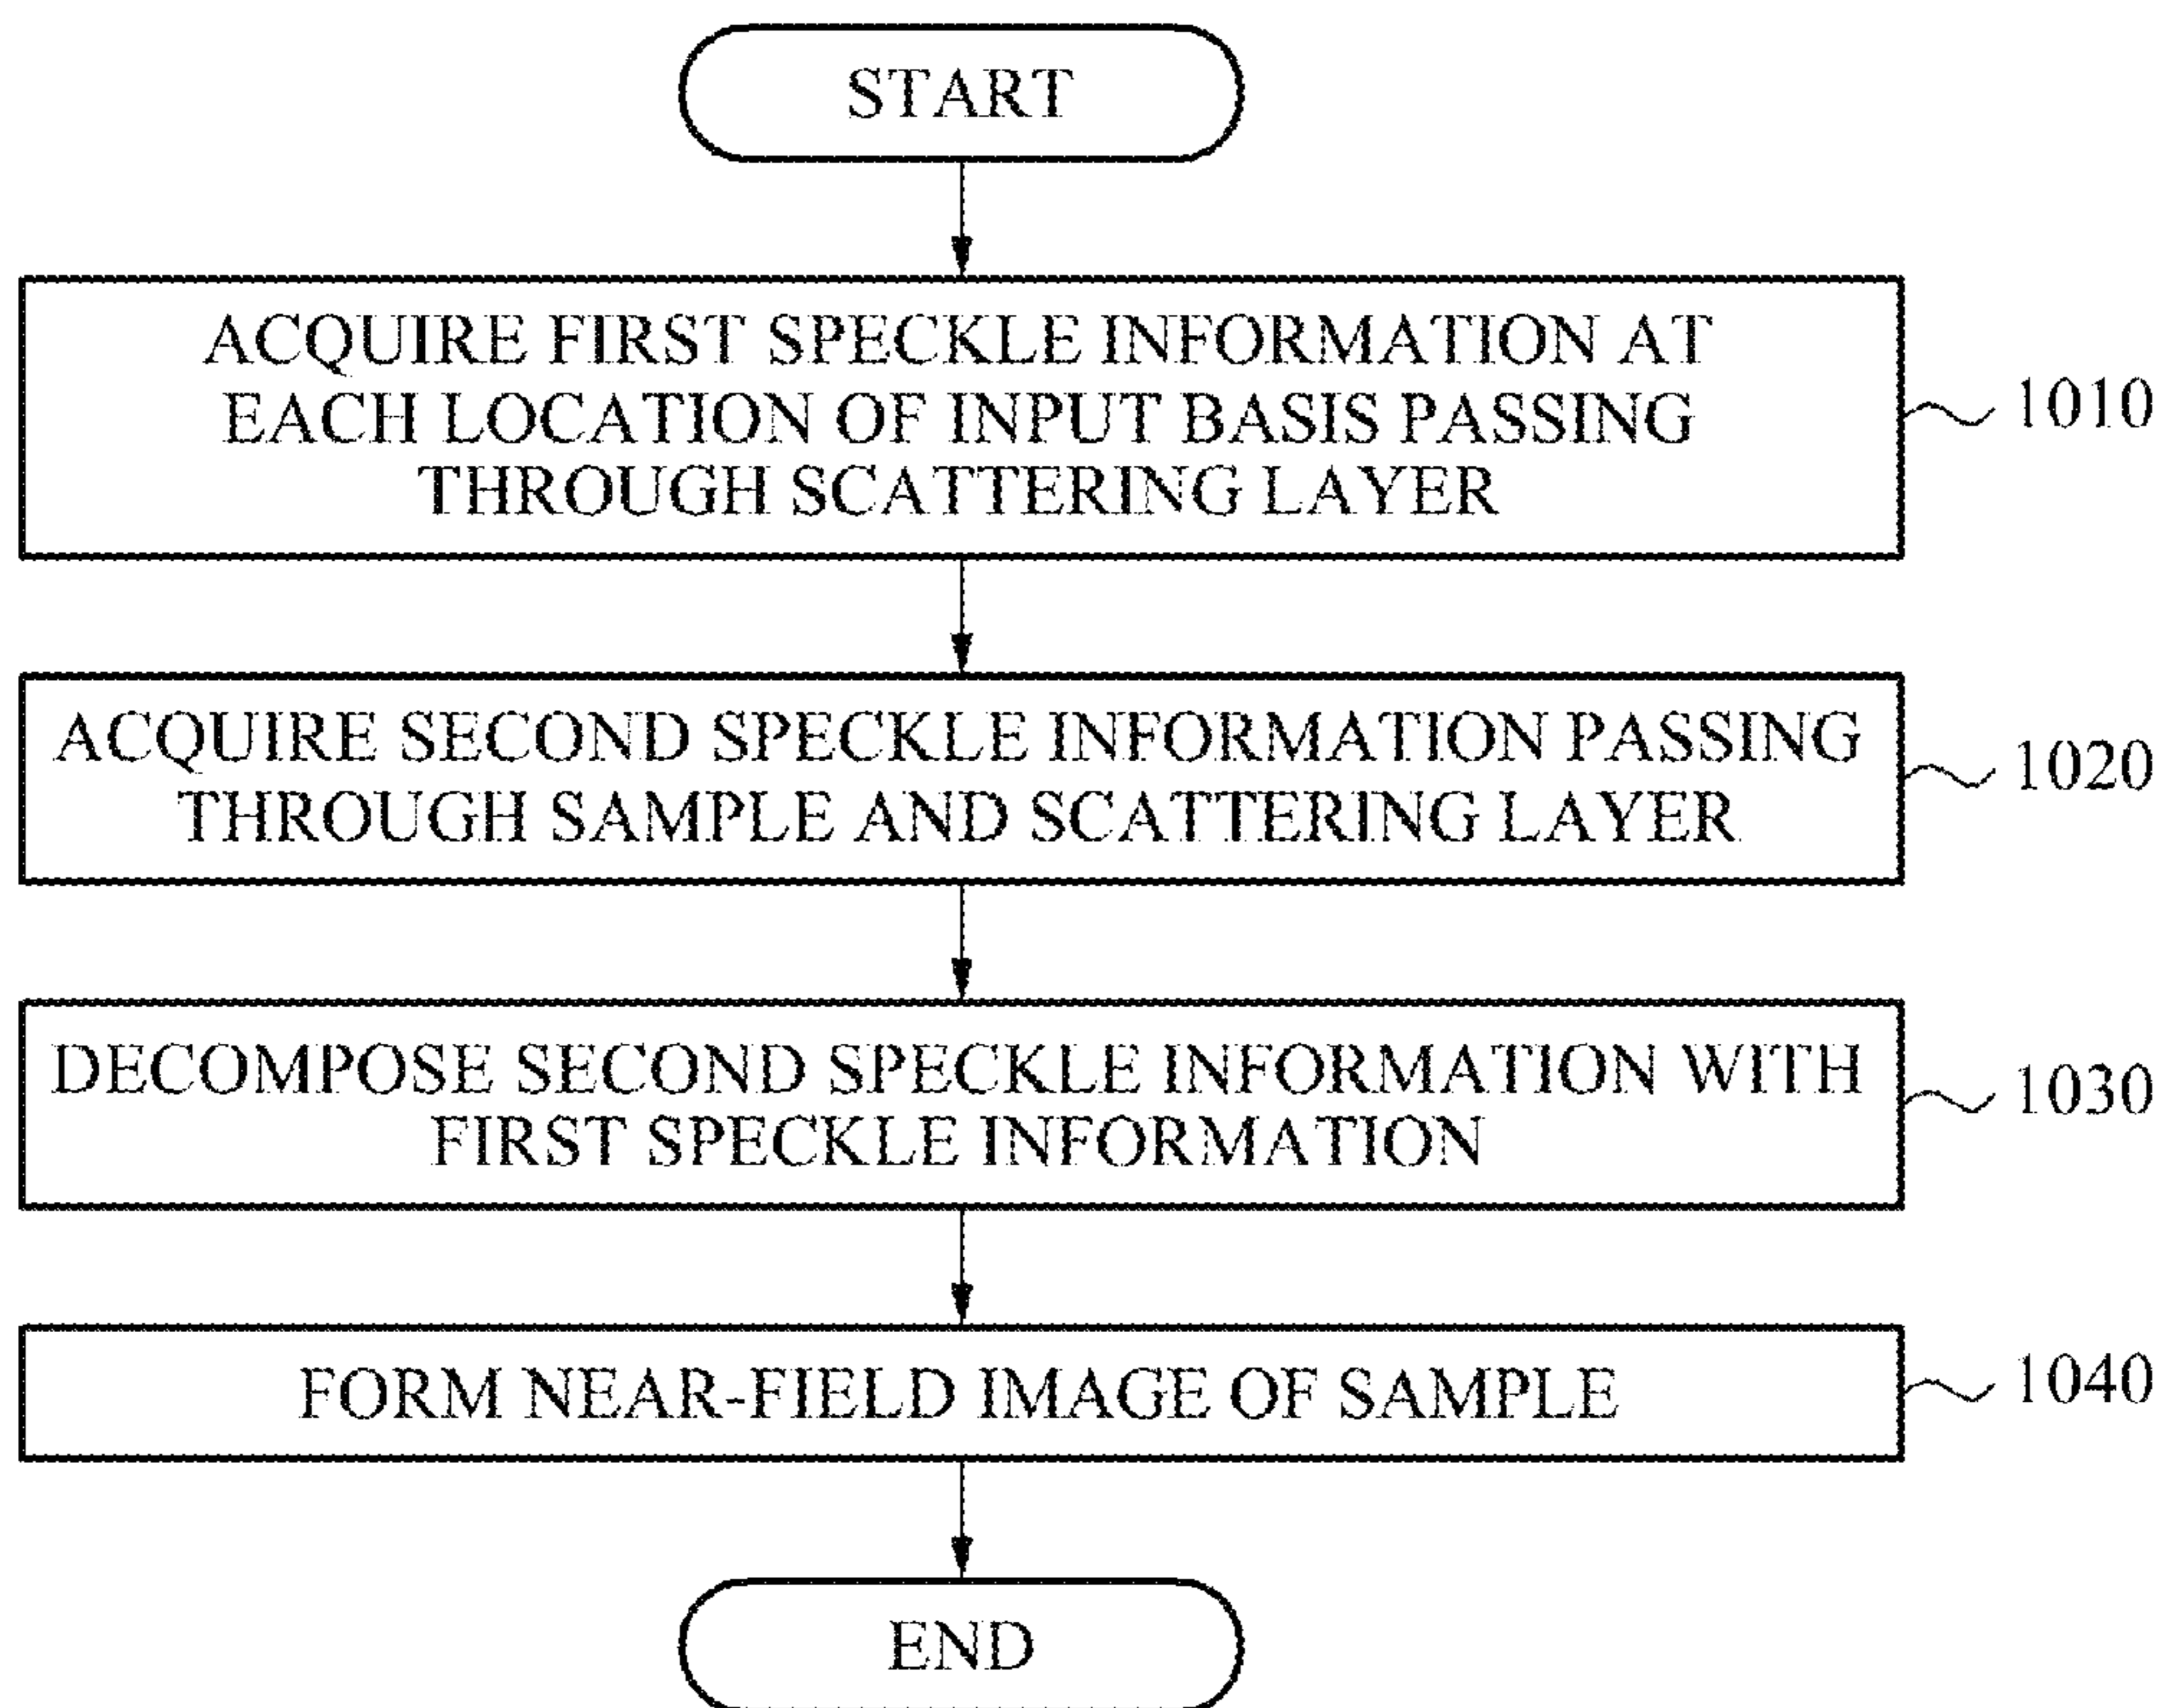 START
ACQUIRE FIRST SPECKLE INFORMATION AT
EACH LOCATION OF INPUT BASIS PASSING
THROUGH SCATTERING LAYER
1010
ACQUIRE SECOND SPECKLE INFORMATION PASSING
THROUGH SAMPLE AND SCATTERING LAYER
1020
DECOMPOSE SECOND SPECKLE INFORMATION WITH
FIRST SPECKLE INFORMATION
1030
FORM NEAR-FIELD IMAGE OF SAMPLE
1040
END